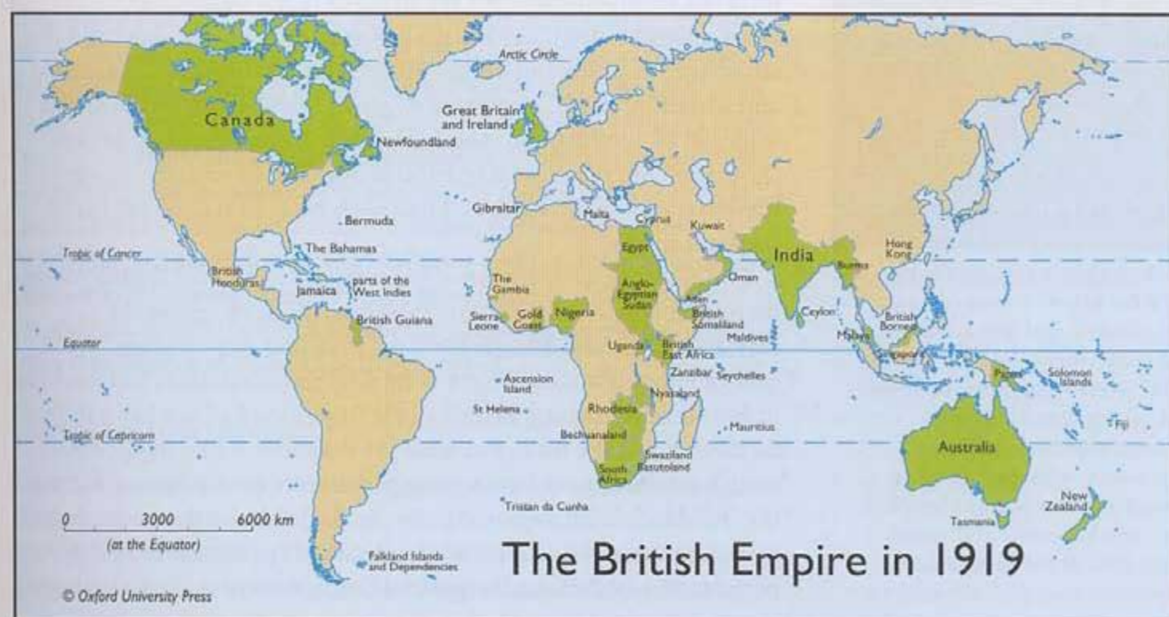 Arctic Circle
Canada
Great Britain
and Ireland
Newfoundland
Gibraltar
Malta
Cyprus
Kuwait
Bermuda
Tropic of Cancer
The Bahamas
Egypt
India
Hong
Kong
Burma
British
Honduras
Jamaica
parts of the
West Indies
The
Gambia
Anglo-
Egyptian
Sudan
Oman
Aden
British Guiana
Sierra
Leone
Gold
Coast
Nigeria
British
Somaliland
Ceylon
Maldives
British
Borneo
Malaya
Singapore
Equator
Uganda
British
East Africa
Zanzibar
Seychelles
Papua
Solomon
Islands
Ascension
Island
Nyasaland
St Helena
Rhodesia
Mauritius
Fiji
Tropic of Capricorn
Bechuanaland
Swaziland
Basutoland
South
Africa
Australia
Tristan da Cunha
New
Zealand
Tasmania
0 3000 6000 km
(at the Equator)
Falkland Islands
and Dependencies
The British Empire in 1919
© Oxford University Press